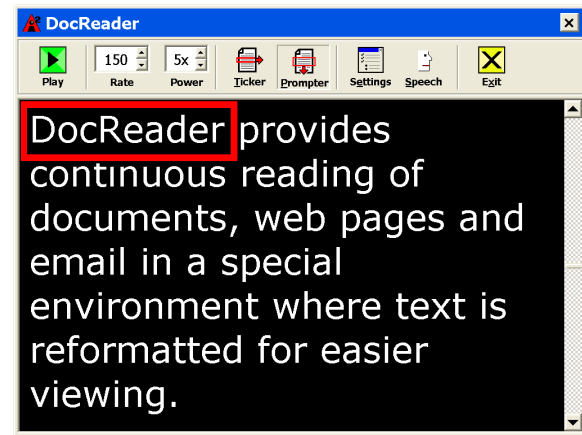 DocReader
150 5x
Play Rate Power Ticker Prompter Settings Speech Exit
DocReader provides
continuous reading of
documents, web pages and
email in a special
environment where text is
reformatted for easier
viewing.